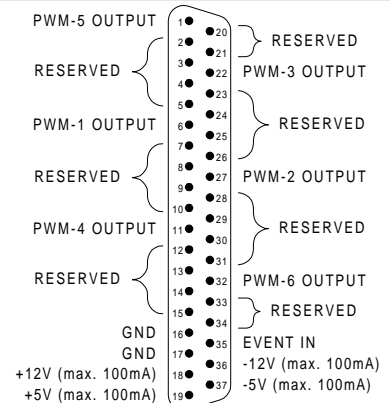 PWM-5 OUTPUT
RESERVED
PWM-1 OUTPUT
RESERVED
PWM-4 OUTPUT
RESERVED
GND
GND
+12V (max. 100mA)
+5V (max. 100mA)
1
2
3
4
5
6
7
8
9
10
11
12
13
14
15
16
17
18
19
20
21
22
23
24
25
26
27
28
29
30
31
32
33
34
35
36
37
RESERVED
PWM-3 OUTPUT
RESERVED
PWM-2 OUTPUT
RESERVED
PWM-6 OUTPUT
RESERVED
EVENT IN
-12V (max. 100mA)
-5V (max. 100mA)